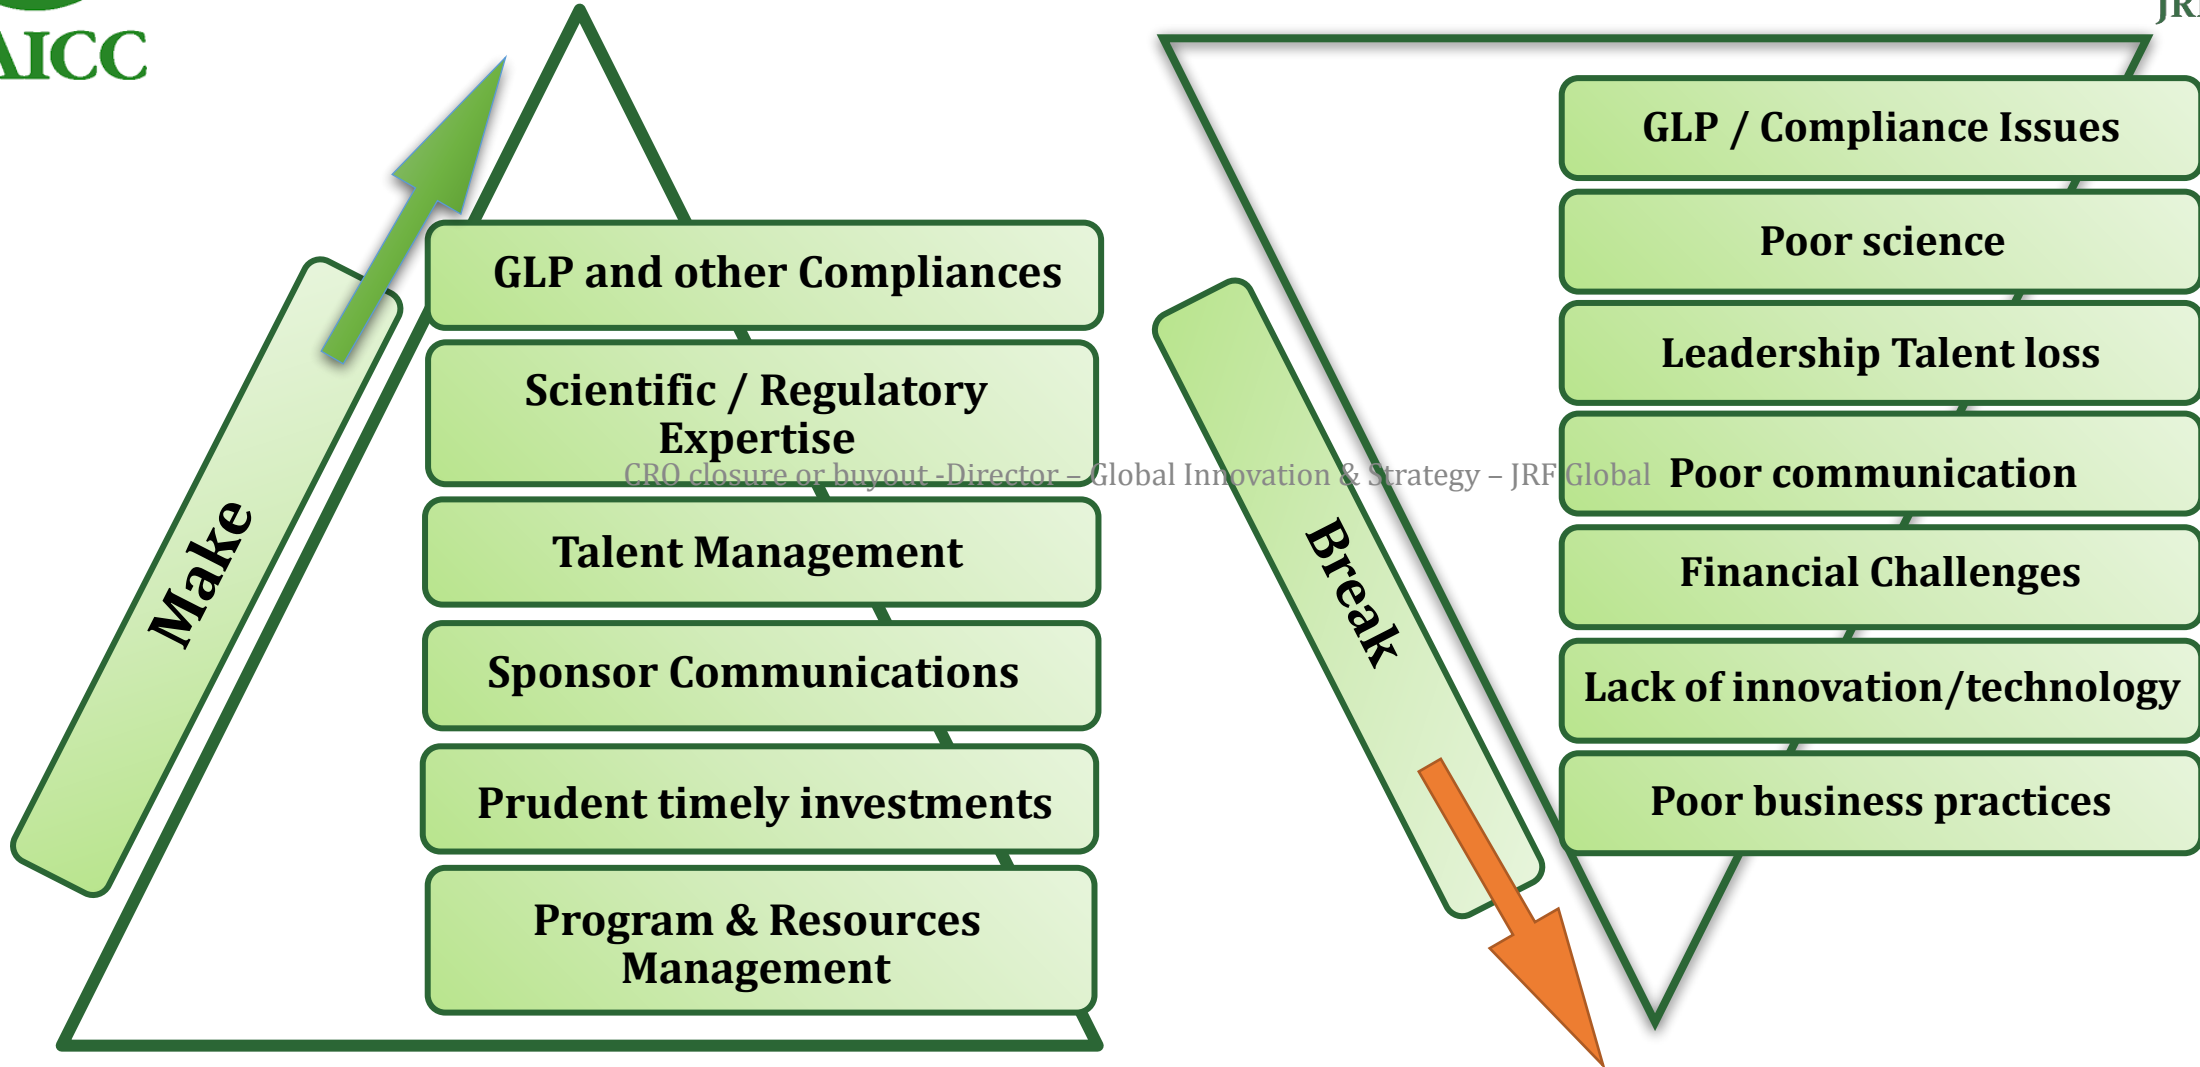 AICC
JRF
GLP and other Compliances
Scientific / Regulatory
Expertise
Talent Management
Sponsor Communications
Prudent timely investments
Program & Resources
Management
Make
CRO closure or buyout -Director – Global Innovation & Strategy – JRF Global
Break
GLP / Compliance Issues
Poor science
Leadership Talent loss
Poor communication
Financial Challenges
Lack of innovation/technology
Poor business practices